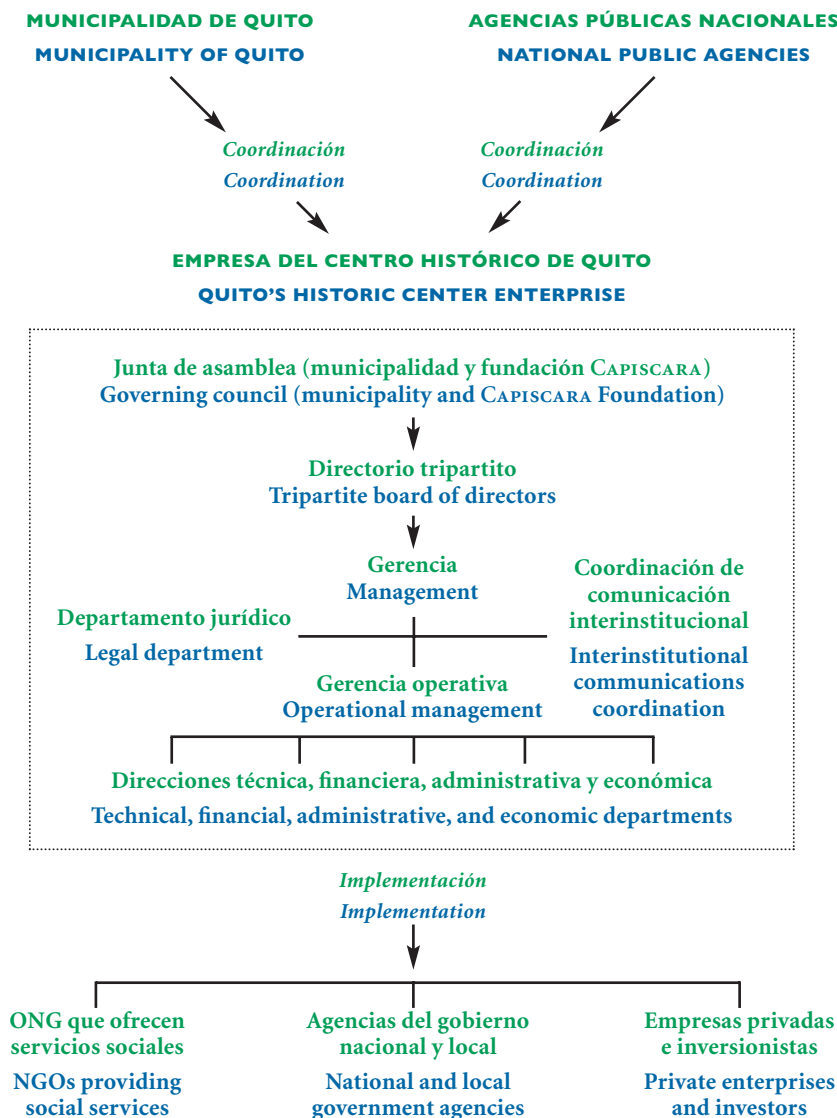 MUNICIPALIDAD DE QUITO
MUNICIPALITY OF QUITO
AGENCIAS PÚBLICAS NACIONALES
NATIONAL PUBLIC AGENCIES
Coordinación
Coordination
Coordinación
Coordination
EMPRESA DEL CENTRO HISTÓRICO DE QUITO
QUITO'S HISTORIC CENTER ENTERPRISE
Junta de asamblea (municipalidad y fundación CAPISCARA)
Governing council (municipality and CAPISCARA Foundation)
Directorio tripartito
Tripartite board of directors
Gerencia
Management
Departamento jurídico
Legal department
Coordinación de
comunicación
interinstitucional
Interinstitutional
communications
coordination
Gerencia operativa
Operational management
Direcciones técnica, financiera, administrativa y económica
Technical, financial, administrative, and economic departments
Implementación
Implementation
ONG que ofrecen
servicios sociales
NGOs providing
social services
Agencias del gobierno
nacional y local
National and local
government agencies
Empresas privadas
e inversionistas
Private enterprises
and investors